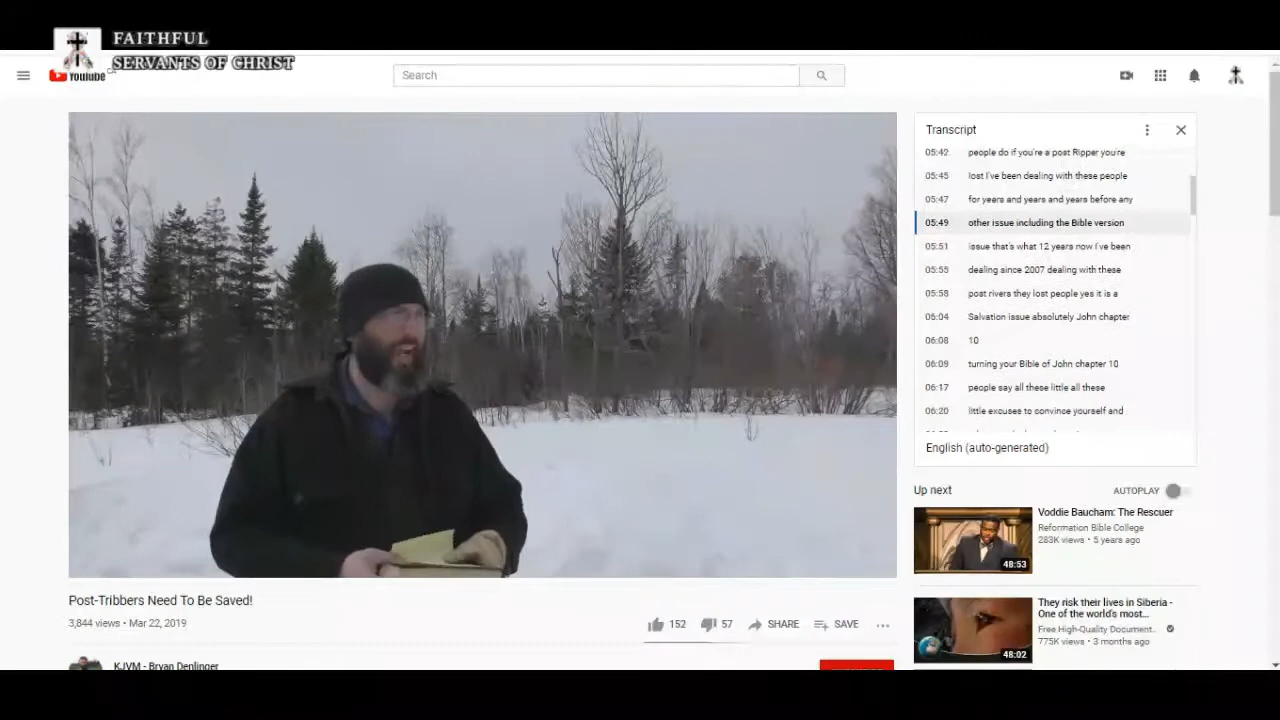 FAITHFUL
SERVANTS OF CHRIST
YouTube CA
Search
Transcript
05:42 people do if you're a post Ripper you're
05:45 lost I've been dealing with these people
05:47 for years and years and years before any
05:49 other issue including the Bible version
05:51 issue that's what 12 years now I've been
05:55 dealing since 2007 dealing with these
05:58 post rivers they lost people yes it is a
06:04 Salvation issue absolutely John chapter
06:08 10
06:09 turning your Bible of John chapter 10
06:17 people say all these little all these
06:20 little excuses to convince yourself and
English (auto-generated)
Up next
AUTOPLAY
Voddie Baucham: The Rescuer
Reformation Bible College
283K views • 5 years ago
48:53
They risk their lives in Siberia -
One of the world's most...
Free High-Quality Document..
775K views • 3 months ago
48:02
Post-Tribbers Need To Be Saved!
3,844 views • Mar 22, 2019
152
57
SHARE
SAVE
KJVM - Bryan Denlinger